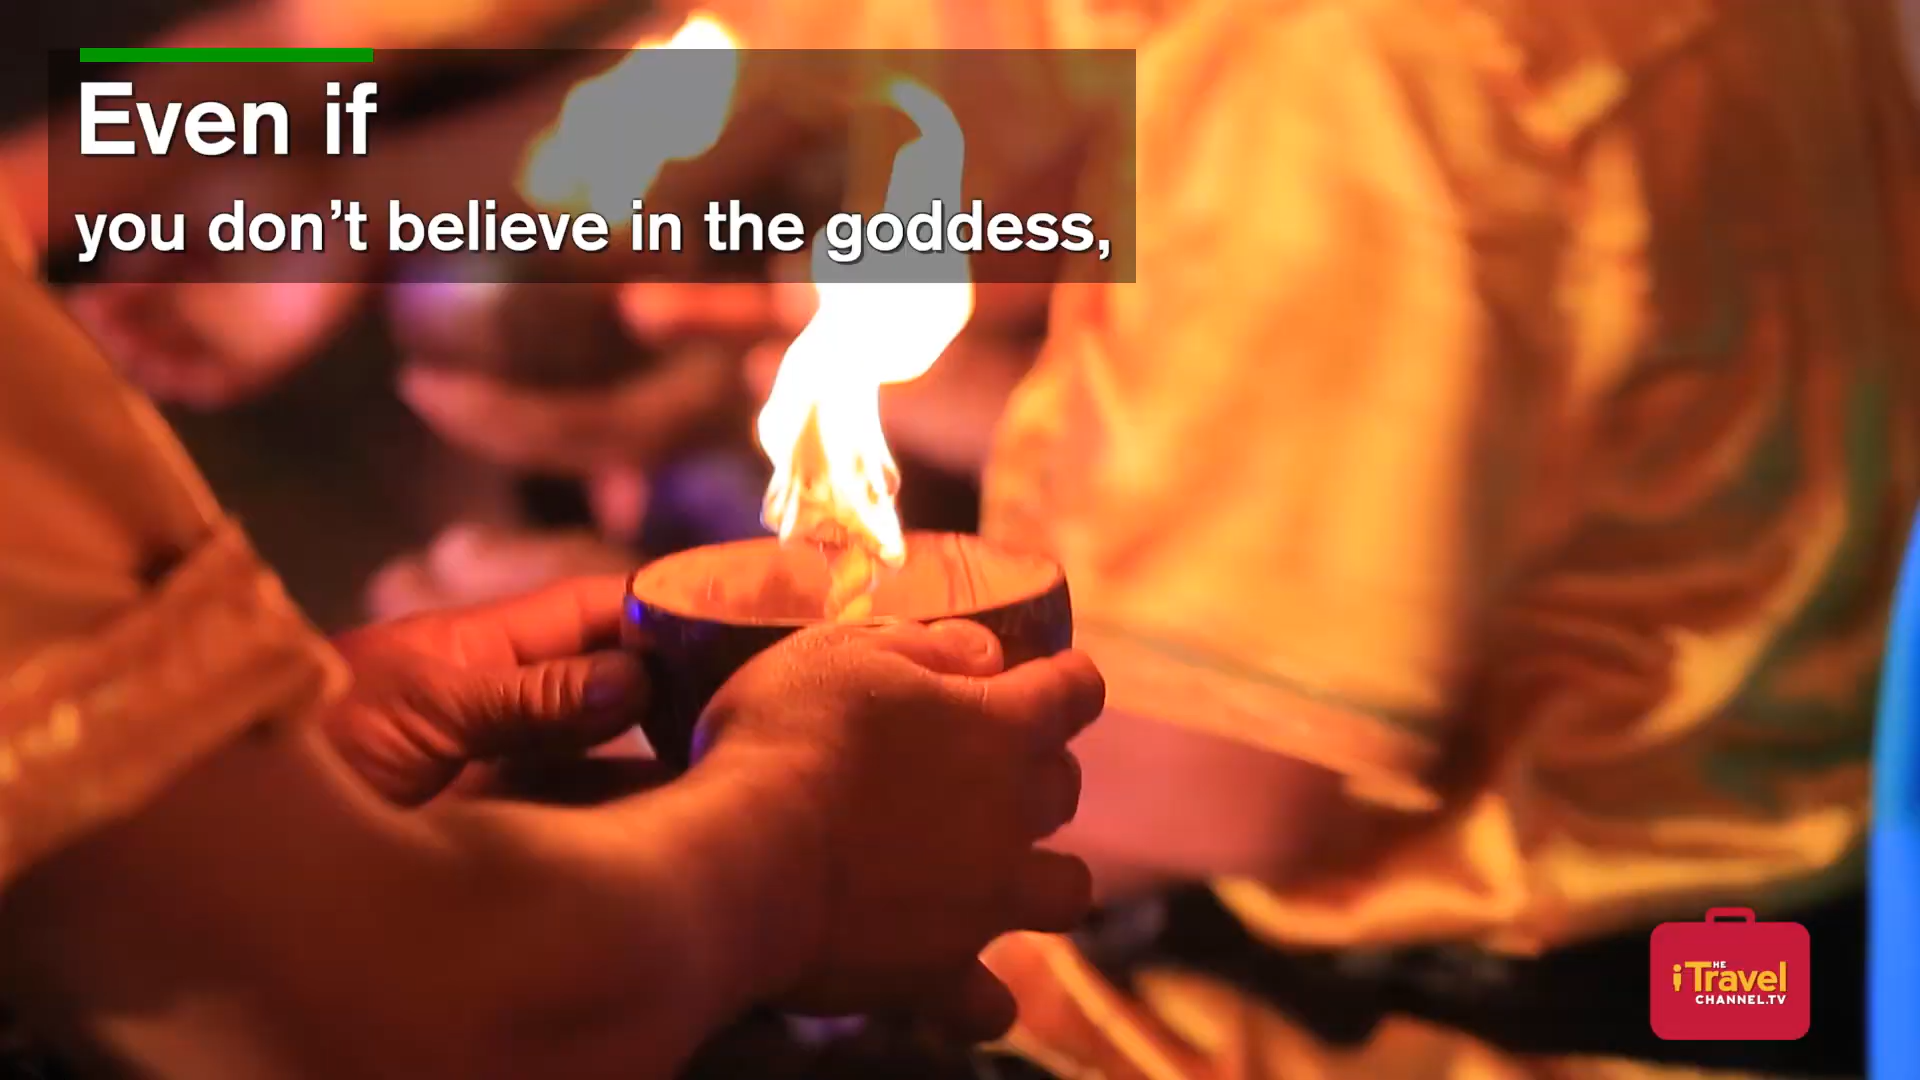 Even if
you don’t believe in the goddess,
THE
iTravel
CHANNEL.TV